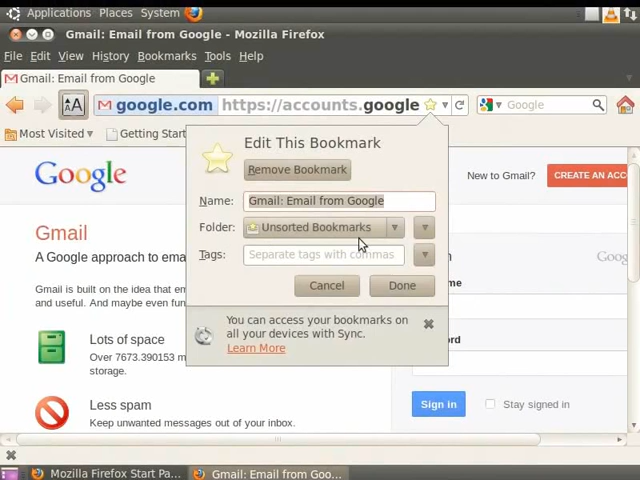 Applications Places System
Gmail: Email from Google - Mozilla Firefox
File Edit View History Bookmarks Tools Help
Gmail: Email from Google
AA google.com https://accounts.google Google
Most Visited Getting Start
Edit This Bookmark
Remove Bookmark
Name: Gmail: Email from Google
Folder: Unsorted Bookmarks
Tags: Separate tags with commas
Cancel Done
You can access your bookmarks on
all your devices with Sync.
Learn More
Google
New to Gmail? CREATE AN ACCOU
Gmail
A Google approach to ema
Gmail is built on the idea that em
and useful. And maybe even fun
Lots of space
Over 7673.390153 m
storage.
Less spam
Keep unwanted messages out of your inbox.
Goog
me
ord
Sign in Stay signed in
Mozilla Firefox Start Pa... Gmail: Email from Goo...